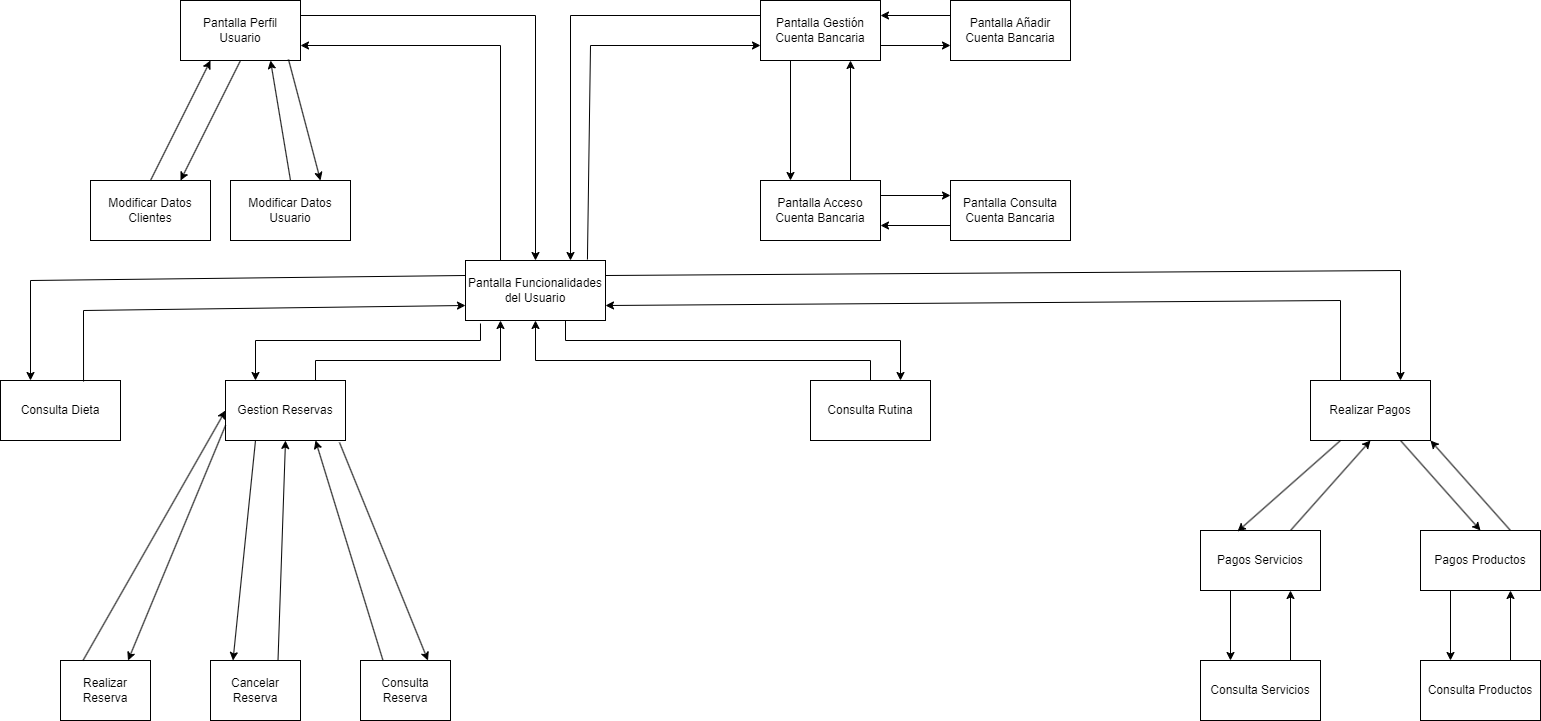 Pantalla Perfil
Usuario
Pantalla Gestión
Cuenta Bancaria
Pantalla Añadir
Cuenta Bancaria
Modificar Datos
Clientes
Modificar Datos
Usuario
Pantalla Acceso
Cuenta Bancaria
Pantalla Consulta
Cuenta Bancaria
Pantalla Funcionalidades
del Usuario
Consulta Dieta
Gestion Reservas
Consulta Rutina
Realizar Pagos
Pagos Servicios
Pagos Productos
Realizar
Reserva
Cancelar
Reserva
Consulta
Reserva
Consulta Servicios
Consulta Productos